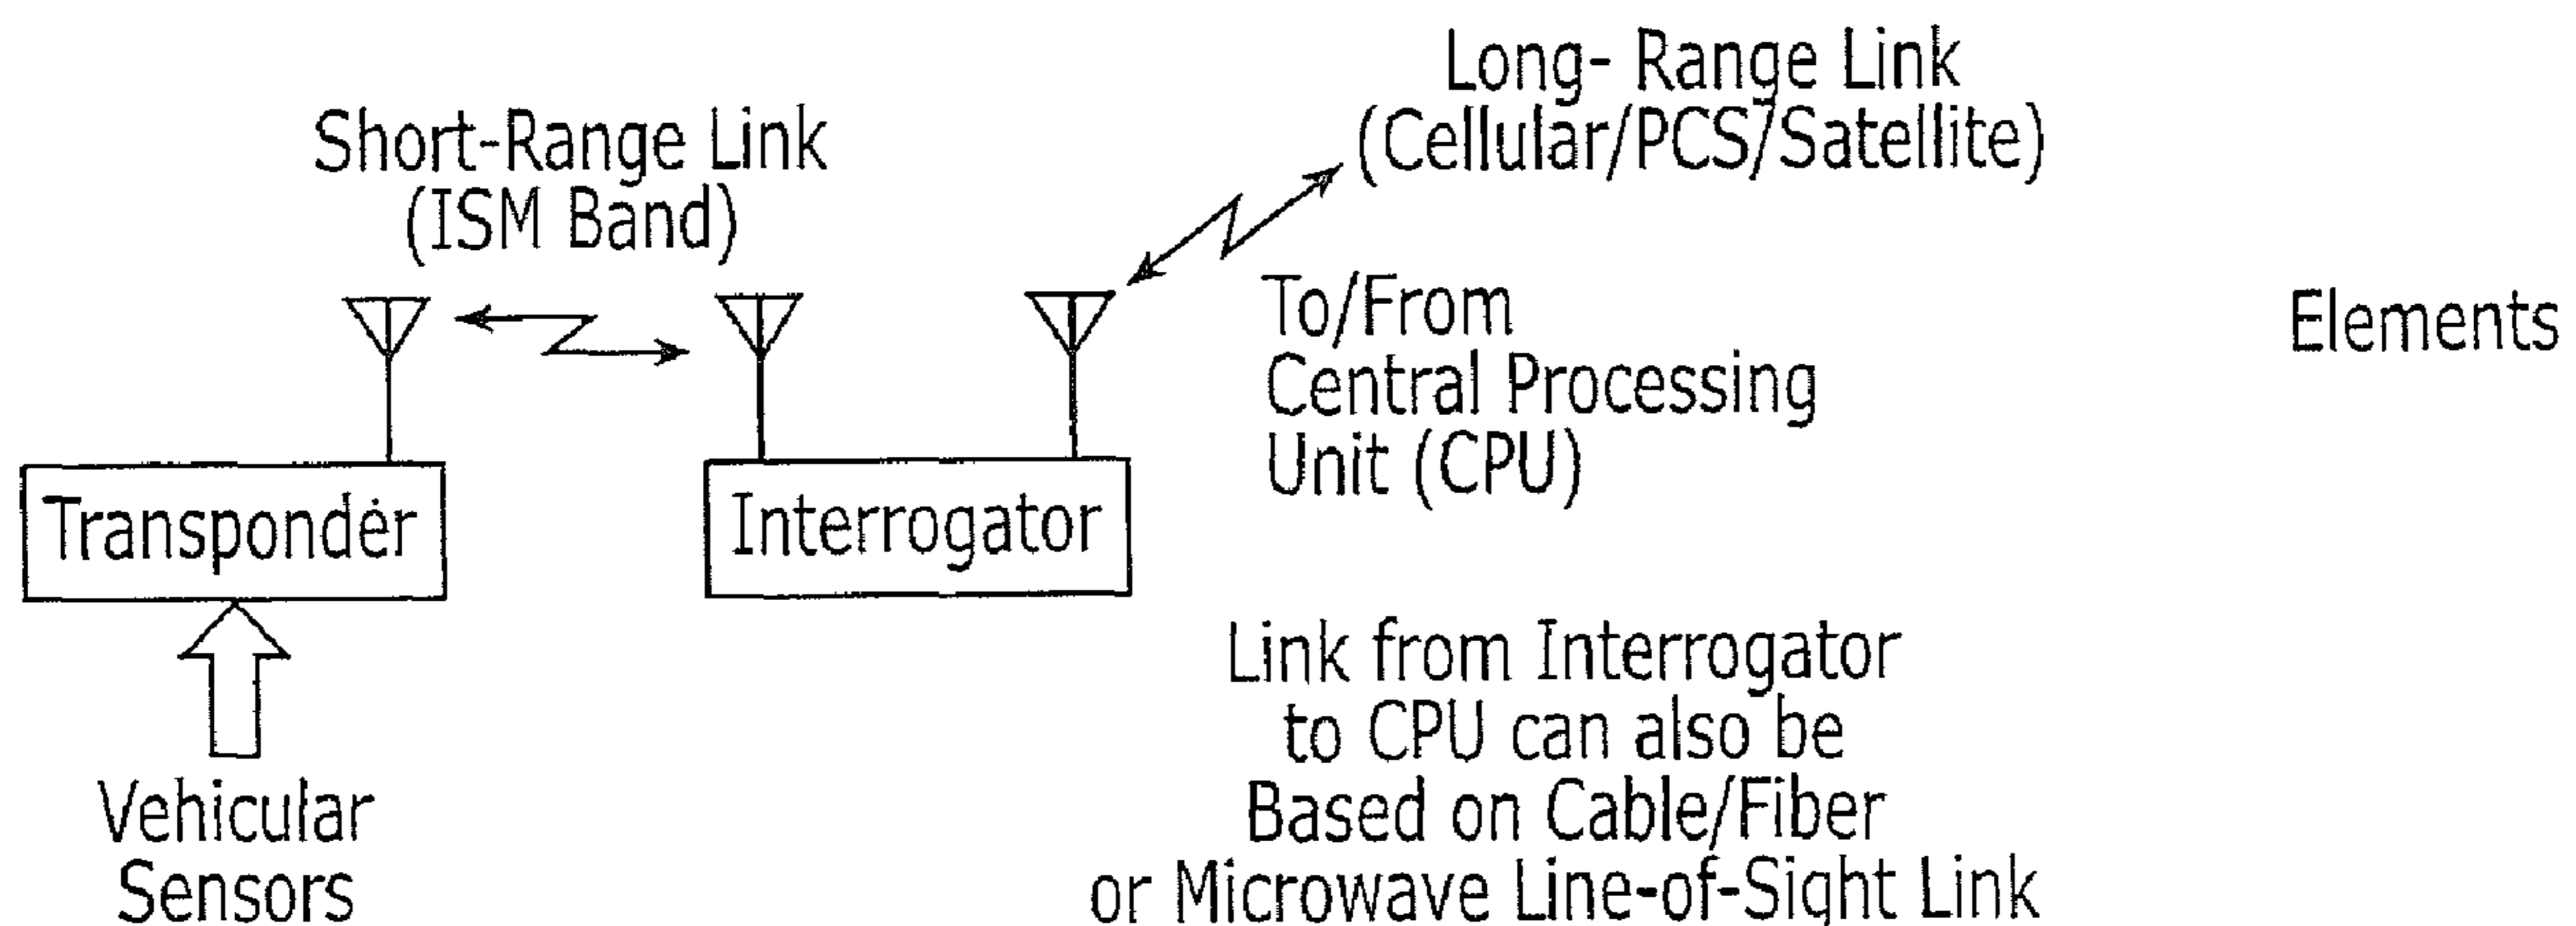 Long- Range Link
(Cellular/PCS/Satellite)
Short-Range Link
(ISM Band)
To/From
Central Processing
Unit (CPU)
Elements
Transponder
Interrogator
Link from Interrogator
to CPU can also be
Based on Cable/Fiber
or Microwave Line-of-Sight Link
Vehicular
Sensors